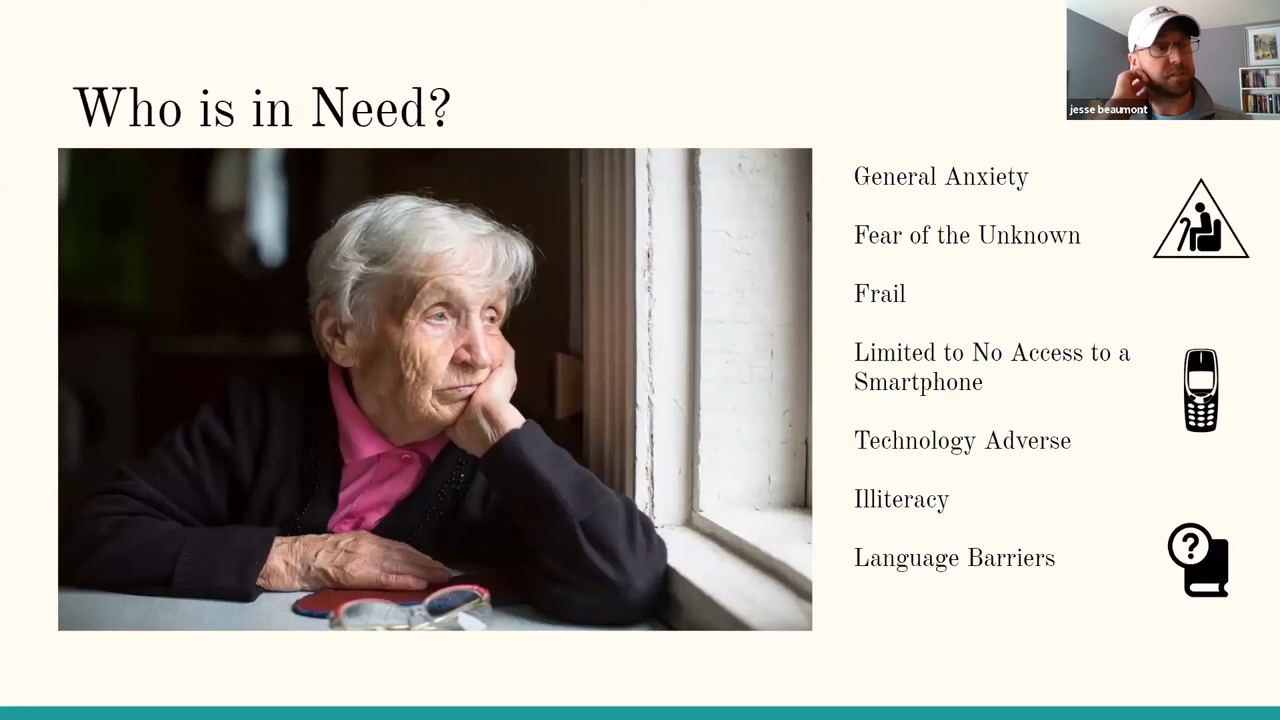 Who is in Need?
jesse beaumont
General Anxiety
Fear of the Unknown
Frail
Limited to No Access to a
Smartphone
Technology Adverse
Illiteracy
Language Barriers
?